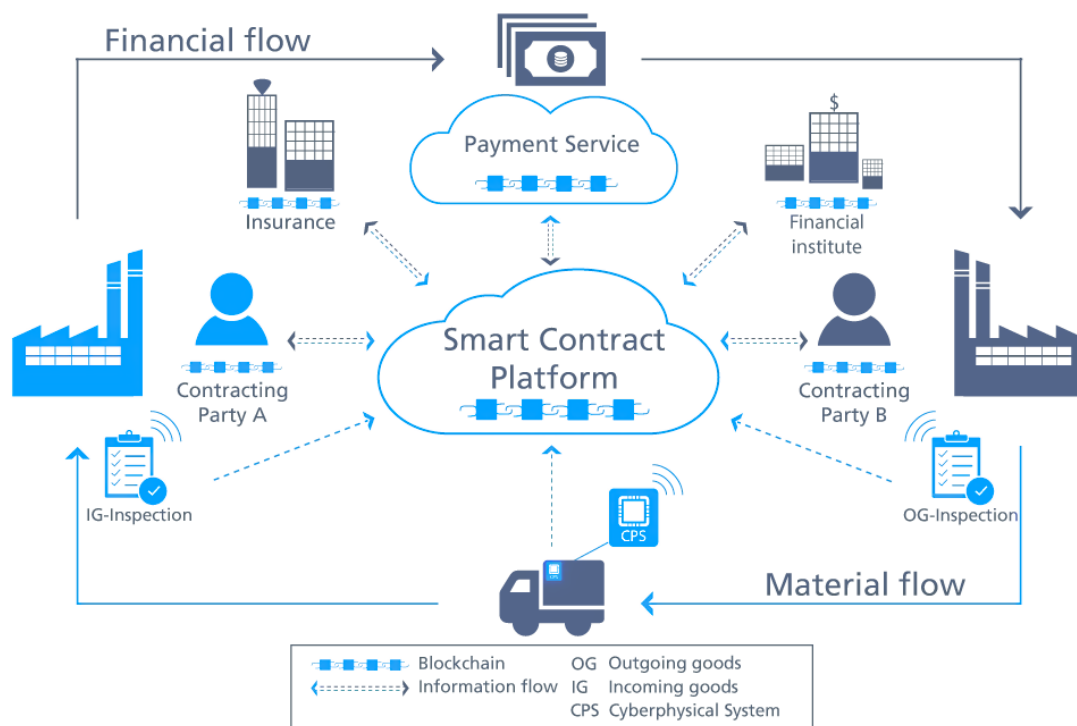 Financial flow
Payment Service
$
Insurance
Financial
institute
Smart Contract
Platform
Contracting
Party A
Contracting
Party B
IG-Inspection
OG-Inspection
CPS
CPS
Material flow
Blockchain
Information flow
OG Outgoing goods
IG Incoming goods
CPS Cyberphysical System